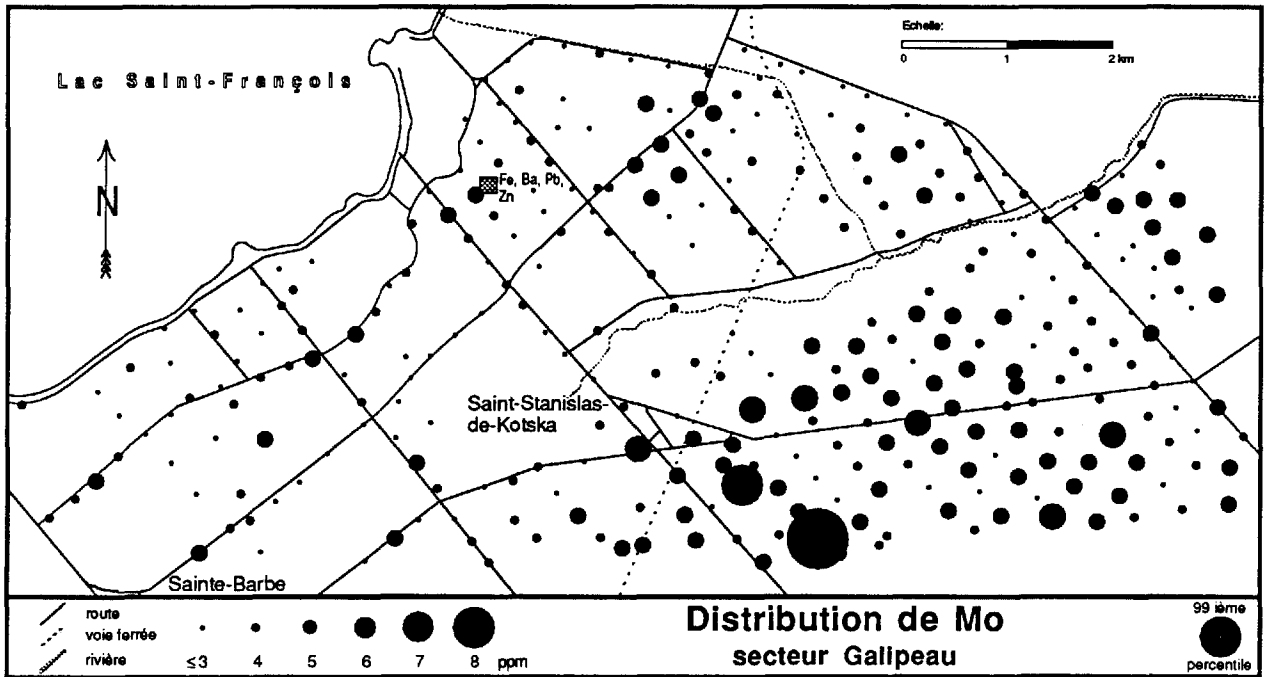 Echelle:
0 1 2 km
Lac Saint-François
N
Fe, Ba, Pb,
Zn
Saint-Stanislas-
de-Kotska
Sainte-Barbe
route
voie ferrée
rivière
≤3 4 5 6 7 8 ppm
Distribution de Mo
secteur Galipeau
99 ième
percentile